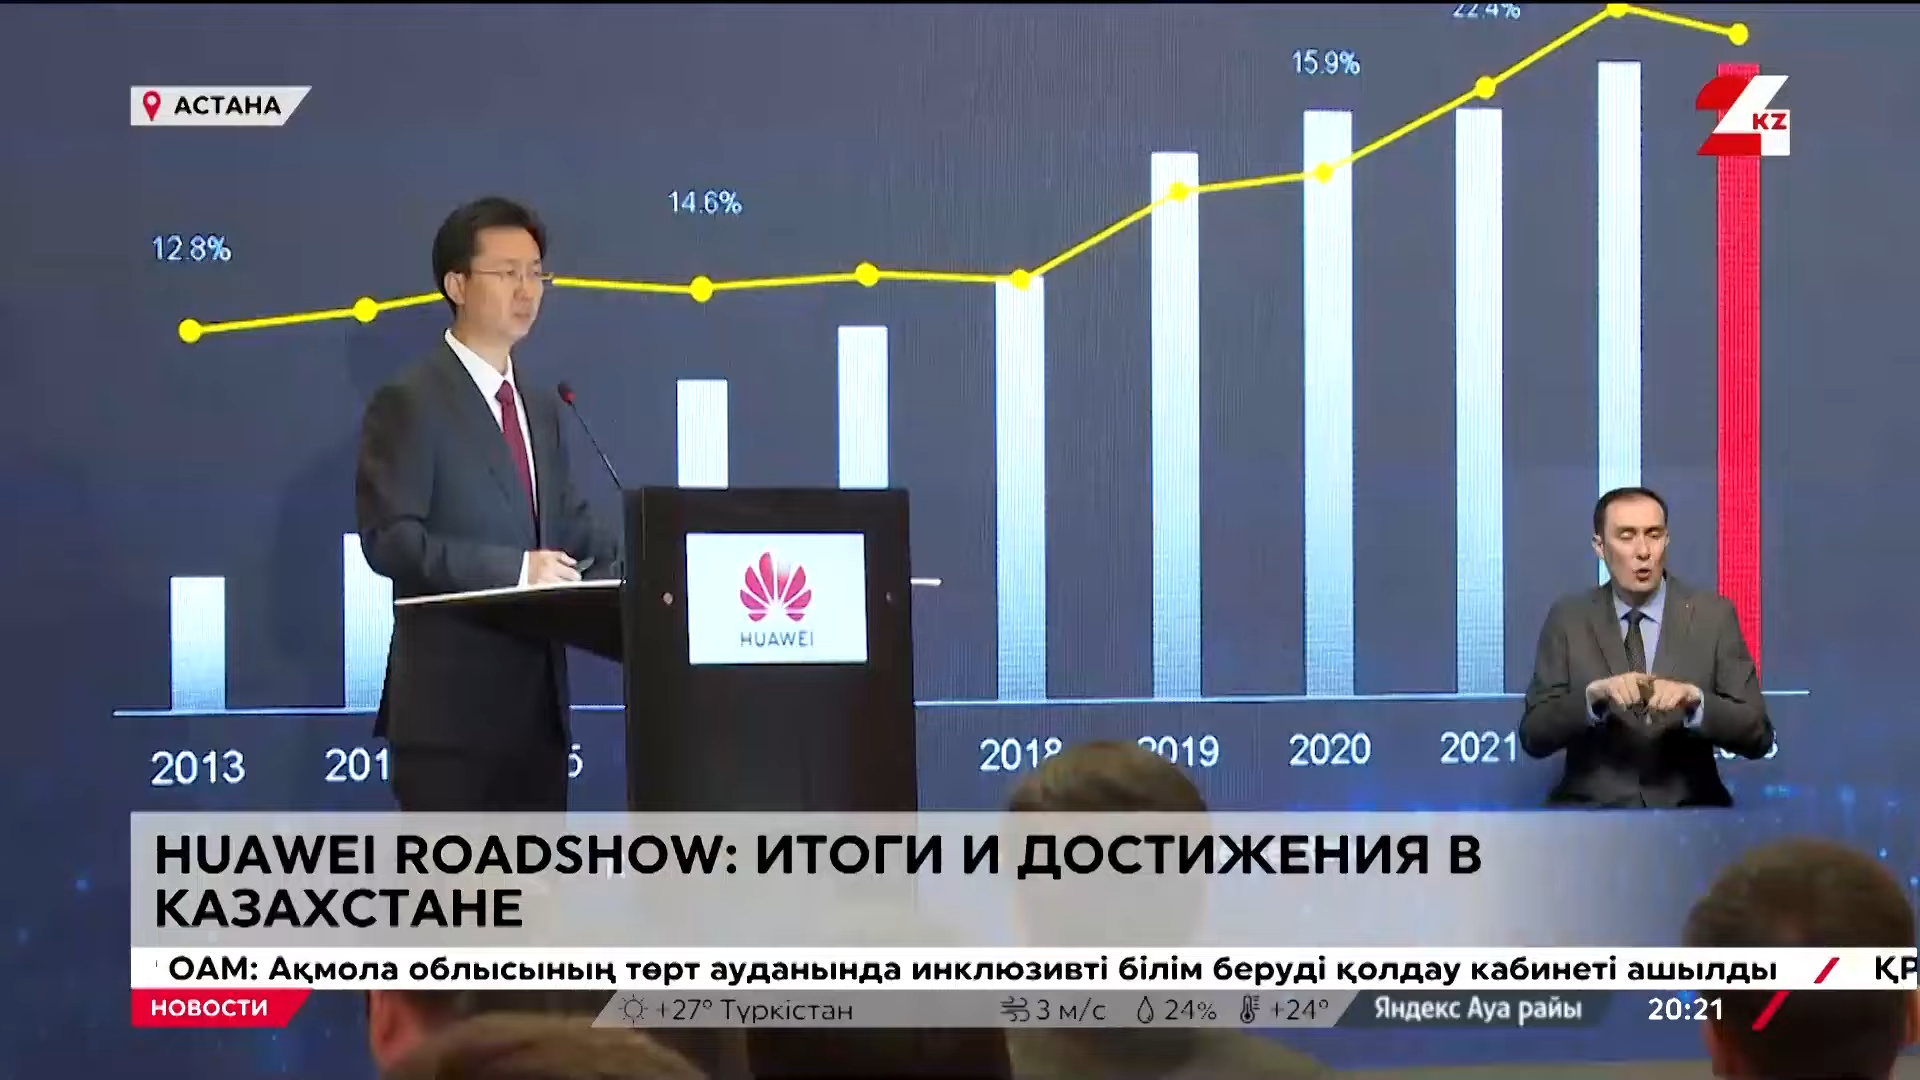 22.4%
15.9%
АСТАНА
KZ
14.6%
12.8%
HUAWEI
2013
2018
2019
2020
2021
HUAWEI ROADSHOW: ИТОГИ И ДОСТИЖЕНИЯ В
КАЗАХСТАНЕ
ОАМ: Ақмола облысының төрт ауданында инклюзивті білім беруді қолдау кабинеті ашылды / ҚР
НОВОСТИ +27° Түркістан 3 м/с 24% +24° Яндекс Ауа райы 20:21